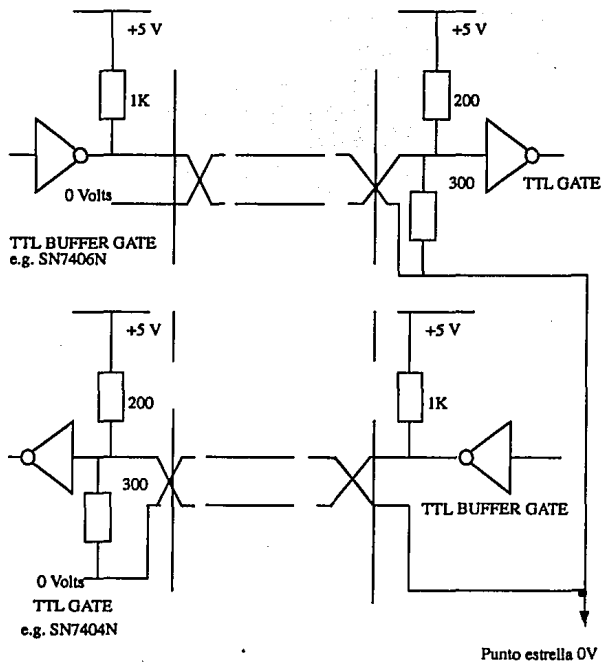 +5 V
+5 V
1K
200
0 Volts
300
TTL GATE
TTL BUFFER GATE
e.g. SN7406N
+5 V
+5 V
200
1K
300
TTL BUFFER GATE
0 Volts
TTL GATE
e.g. SN7404N
Punto estrella 0V